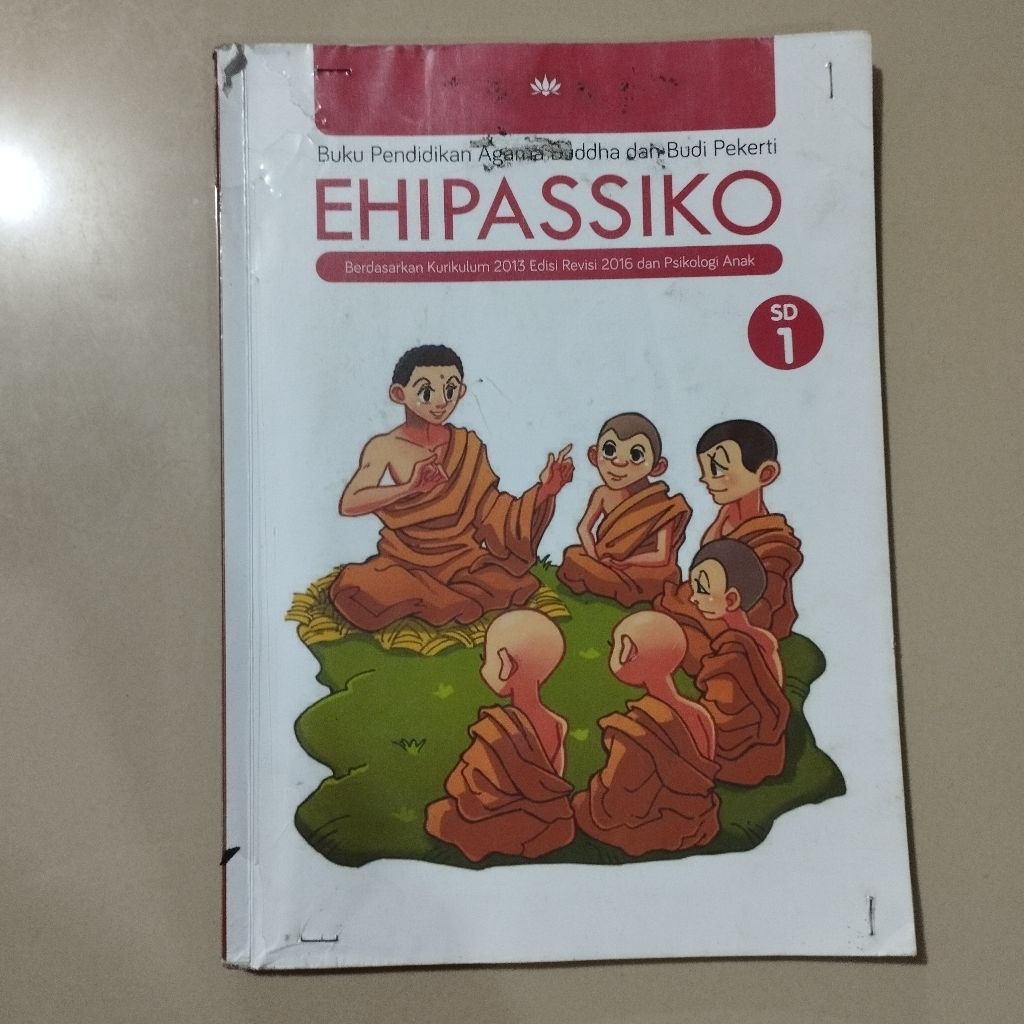 Buku Pendidikan Agama Buddha dan Budi Pekerti
EHIPASSIKO
Berdasarkan Kurikulum 2013 Edisi Revisi 2016 dan Psikologi Anak
SD
1